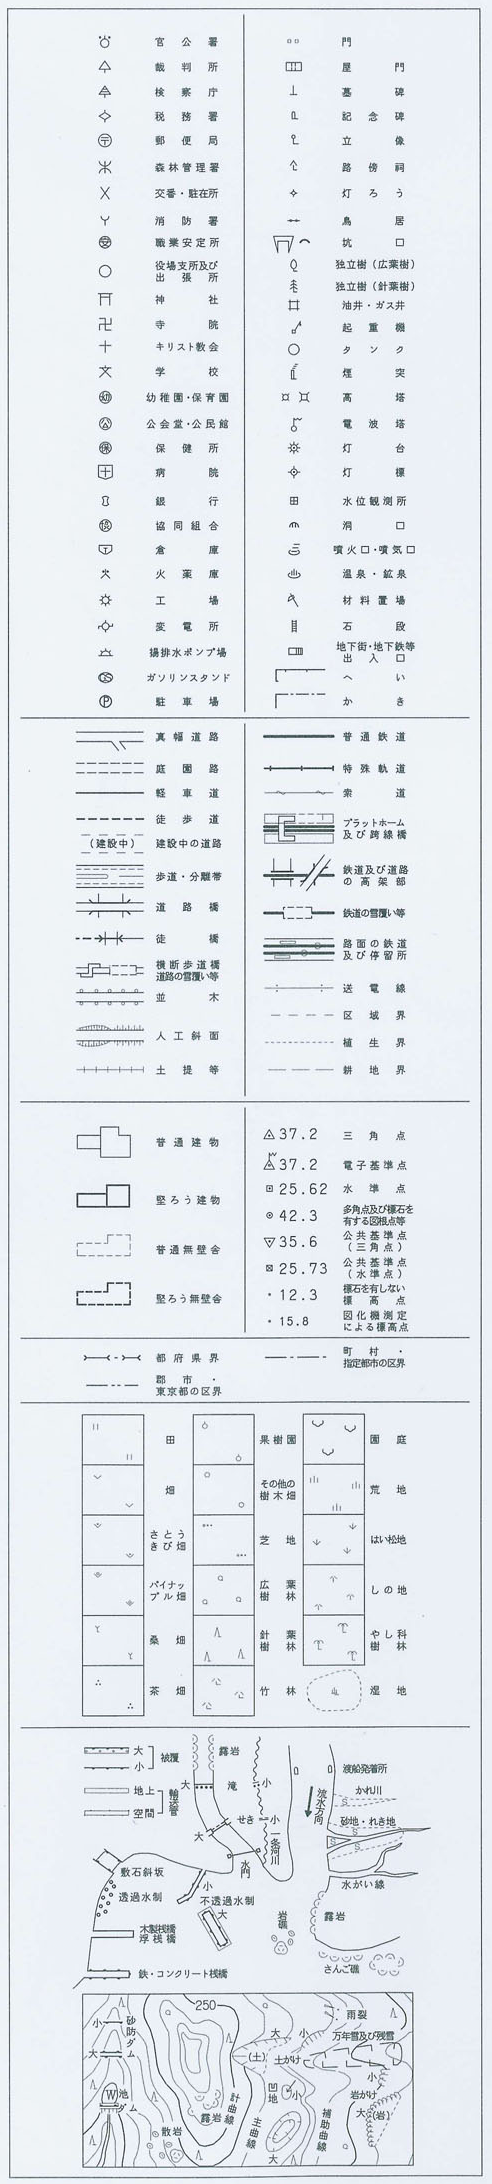 官公署
裁判所
検察庁
税務署
郵便局
森林管理署
交番・駐在所
消防署
職業安定所
役場支所及び
出張所
神社
寺院
キリスト教会
学校
幼稚園・保育園
公会堂・公民館
保健所
病院
銀行
協同組合
倉庫
火薬庫
工場
変電所
揚排水ポンプ場
ガソリンスタンド
駐車場
門
屋門
墓碑
記念碑
立像
路傍祠
灯ろう
鳥居
坑口
独立樹(広葉樹)
独立樹(針葉樹)
油井・ガス井
起重機
タンク
煙突
高塔
電波塔
灯台
灯標
水位観測所
洞口
噴火口・噴気口
温泉・鉱泉
材料置場
石段
地下街・地下鉄等
出入口
へい
かき
真幅道路
庭園路
軽車道
徒歩道
(建設中) 建設中の道路
歩道・分離帯
道路橋
徒橋
横断歩道橋
道路の雪覆い等
並木
人工斜面
土堤等
普通鉄道
特殊軌道
索道
プラットホーム
及び跨線橋
鉄道及び道路
の高架部
鉄道の雪覆い等
路面の鉄道
及び停留所
送電線
区域界
植生界
耕地界
普通建物
堅ろう建物
普通無壁舎
堅ろう無壁舎
37.2 三角点
37.2 電子基準点
25.62 水準点
42.3 多角点及び標石を
有する図根点等
35.6 公共基準点
(三角点)
25.73 公共基準点
(水準点)
12.3 標石を有しない
標高点
15.8 図化機測定
による標高点
都府県界
郡市・
東京都の区界
町村・
指定都市の区界
田
畑
さとう
きび畑
パイナッ
プル畑
桑畑
茶畑
果樹園
その他の
樹木畑
芝地
広葉
樹林
針葉
樹林
竹林
園庭
荒地
はい松地
しの地
やし科
樹林
湿地
大
小
被覆
地上
空間
輸送管
露岩
大
滝
小
せき
小
大
一条河川
水門
渡船発着所
かれ川
流水方向
砂地・れき地
水がい線
敷石斜坂
透過水制
小
不透過水制
大
木製桟橋
浮桟橋
鉄・コンクリート桟橋
岩礁
露岩
さんご礁
250
小
砂防ダム
大
W池
ダム
散岩
露岩
計曲線
主曲線
(土)
土がけ
大
小
凹地
小
大
補助曲線
雨裂
万年雪及び残雪
小
岩がけ
大
(岩)